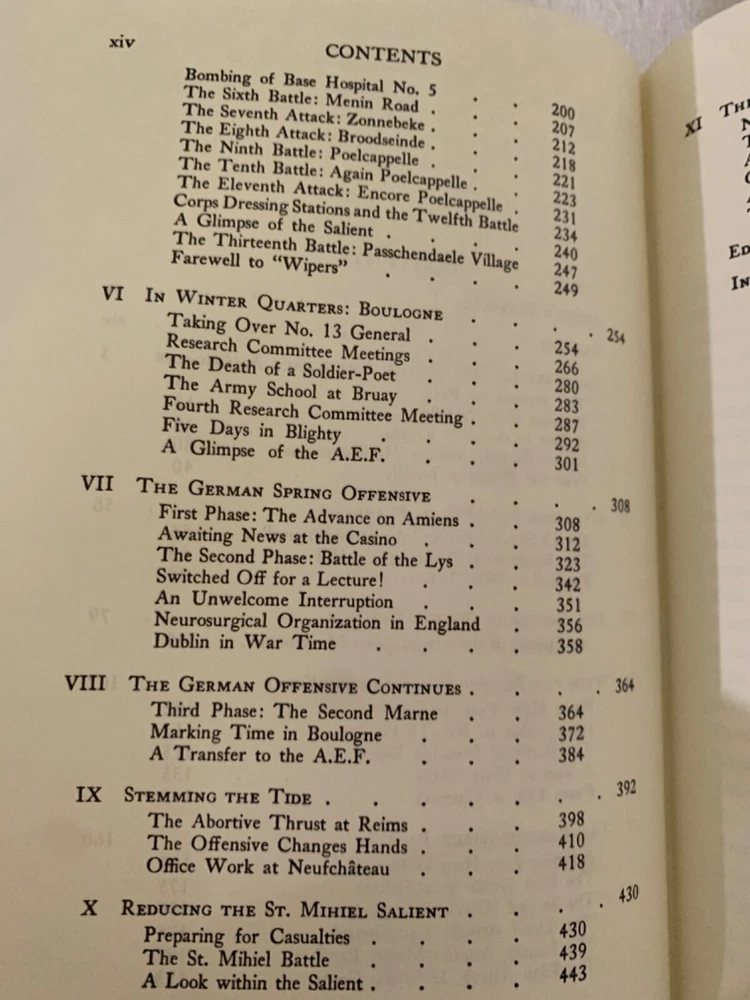 xiv CONTENTS
Bombing of Base Hospital No. 5 . . 200
The Sixth Battle: Menin Road . . . 207
The Seventh Attack: Zonnebeke . . . 212
The Eighth Attack: Broodseinde . . . 218
The Ninth Battle: Poelcappelle . . . 221
The Tenth Battle: Again Poelcappelle . . 223
The Eleventh Attack: Encore Poelcappelle . 231
Corps Dressing Stations and the Twelfth Battle 234
A Glimpse of the Salient . . . . 240
The Thirteenth Battle: Passchendaele Village 247
Farewell to "Wipers" . . . . 249
VI In Winter Quarters: Boulogne . . . . 254
Taking Over No. 13 General . . . 254
Research Committee Meetings . . . 266
The Death of a Soldier-Poet . . . 280
The Army School at Bruay . . . 283
Fourth Research Committee Meeting . . 287
Five Days in Blighty . . . . 292
A Glimpse of the A.E.F. . . . 301
VII The German Spring Offensive . . . . 308
First Phase: The Advance on Amiens . . 308
Awaiting News at the Casino . . . 312
The Second Phase: Battle of the Lys . . 323
Switched Off for a Lecture! . . . 342
An Unwelcome Interruption . . . 351
Neurosurgical Organization in England . 356
Dublin in War Time . . . . 358
VIII The German Offensive Continues . . . . 364
Third Phase: The Second Marne . . 364
Marking Time in Boulogne . . . 372
A Transfer to the A.E.F. . . . 384
IX Stemming the Tide . . . . . . . 392
The Abortive Thrust at Reims . . . 398
The Offensive Changes Hands . . . 410
Office Work at Neufchâteau . . . 418
X Reducing the St. Mihiel Salient . . . . 430
Preparing for Casualties . . . . 430
The St. Mihiel Battle . . . . 439
A Look within the Salient . . . . 443
XI